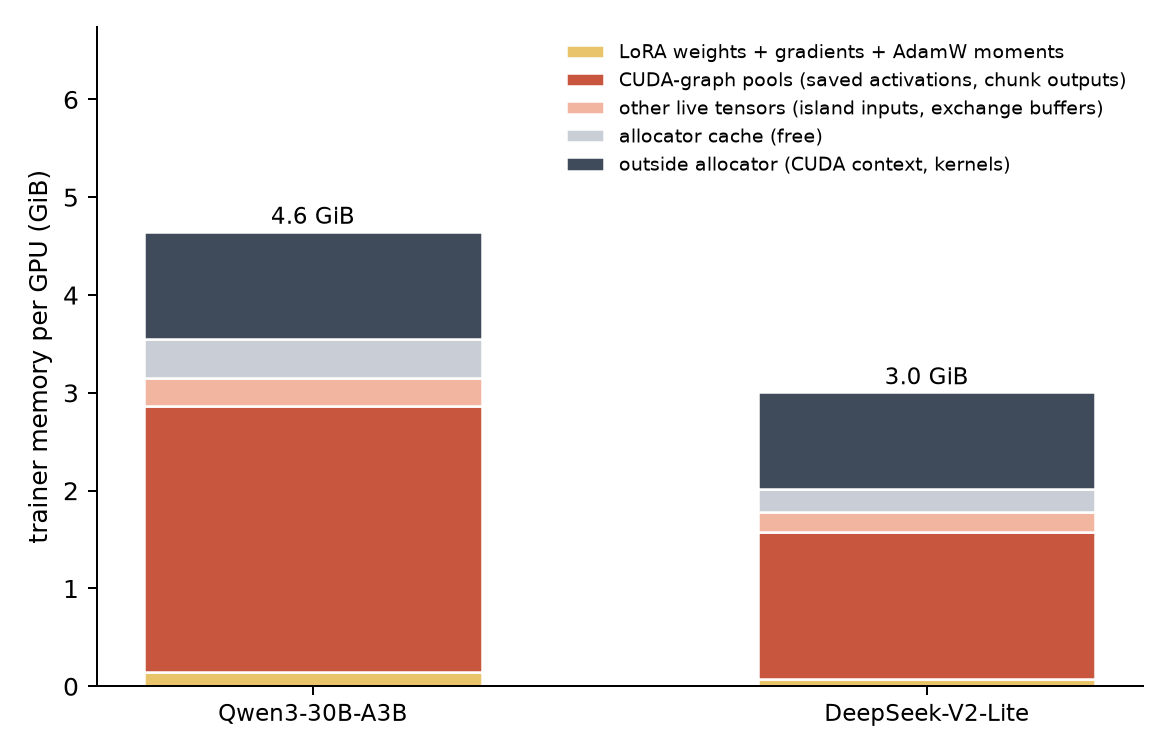 LoRA weights + gradients + AdamW moments
CUDA-graph pools (saved activations, chunk outputs)
other live tensors (island inputs, exchange buffers)
allocator cache (free)
outside allocator (CUDA context, kernels)
trainer memory per GPU (GiB)
6
5
4
3
2
1
0
4.6 GiB
3.0 GiB
Qwen3-30B-A3B
DeepSeek-V2-Lite